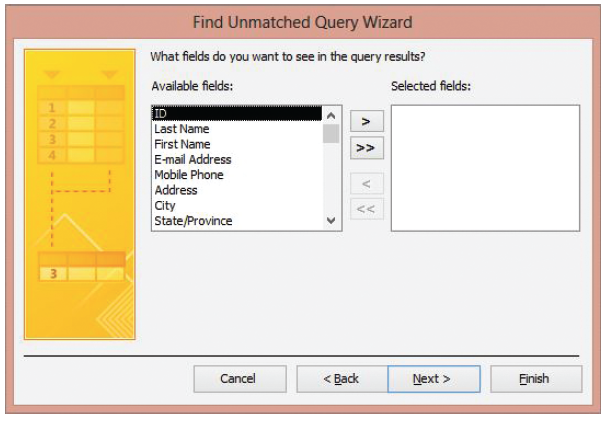 Find Unmatched Query Wizard
What fields do you want to see in the query results?
Available fields:
Selected fields:
ID
Last Name
First Name
E-mail Address
Mobile Phone
Address
City
State/Province
>
>>
<
<<
1
2
3
4
3
Cancel
< Back
Next >
Finish